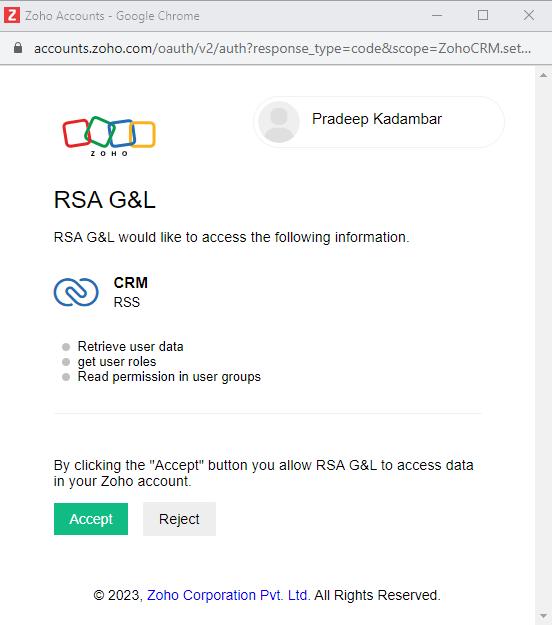 Zoho Accounts - Google Chrome
accounts.zoho.com/oauth/v2/auth?response_type=code&scope=ZohoCRM.set...
Pradeep Kadambar
ZOHO
RSA G&L
RSA G&L would like to access the following information.
CRM
RSS
Retrieve user data
get user roles
Read permission in user groups
By clicking the "Accept" button you allow RSA G&L to access data
in your Zoho account.
Accept Reject
© 2023, Zoho Corporation Pvt. Ltd. All Rights Reserved.